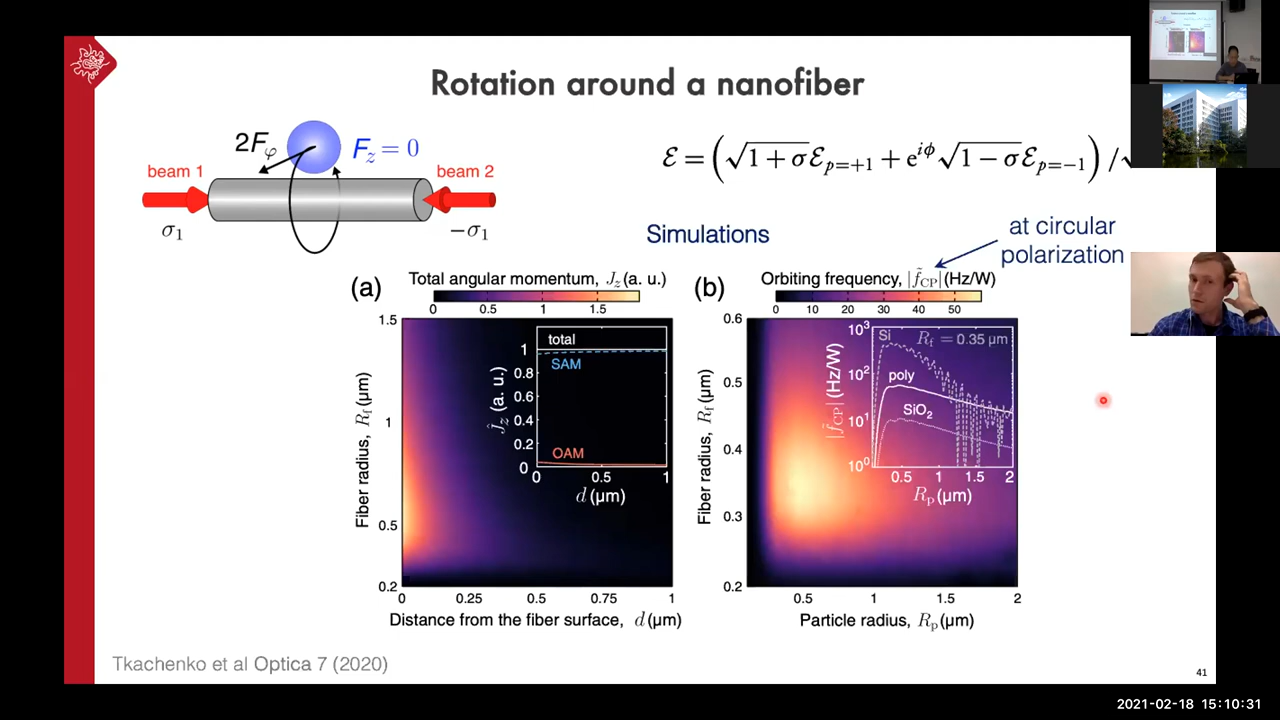 Rotation around a nanofiber
2Fφ
F_z = 0
beam 1
beam 2
σ₁
−σ₁
ℰ = (√1 + σ ℰ_p=+1 + e^iϕ √1 − σ ℰ_p=−1) / √
Simulations
at circular
polarization
(a)
Total angular momentum, J_z (a. u.)
0 0.5 1 1.5
1.5
1
0.5
0.2
Fiber radius, R_f (μm)
total
SAM
OAM
1
0.8
0.6
0.4
0.2
0
Ĵ_z (a. u.)
0 0.5 1
d (μm)
0 0.25 0.5 0.75 1
Distance from the fiber surface, d (μm)
(b)
Orbiting frequency, |f̃_CP| (Hz/W)
0 10 20 30 40 50
0.6
0.5
0.4
0.3
0.2
Fiber radius, R_f (μm)
Si
R_f = 0.35 μm
poly
SiO₂
10³
10²
10¹
10⁰
|f̃_CP| (Hz/W)
0.5 1 1.5 2
R_p (μm)
0.5 1 1.5 2
Particle radius, R_p (μm)
Tkachenko et al Optica 7 (2020)
41
2021-02-18 15:10:31